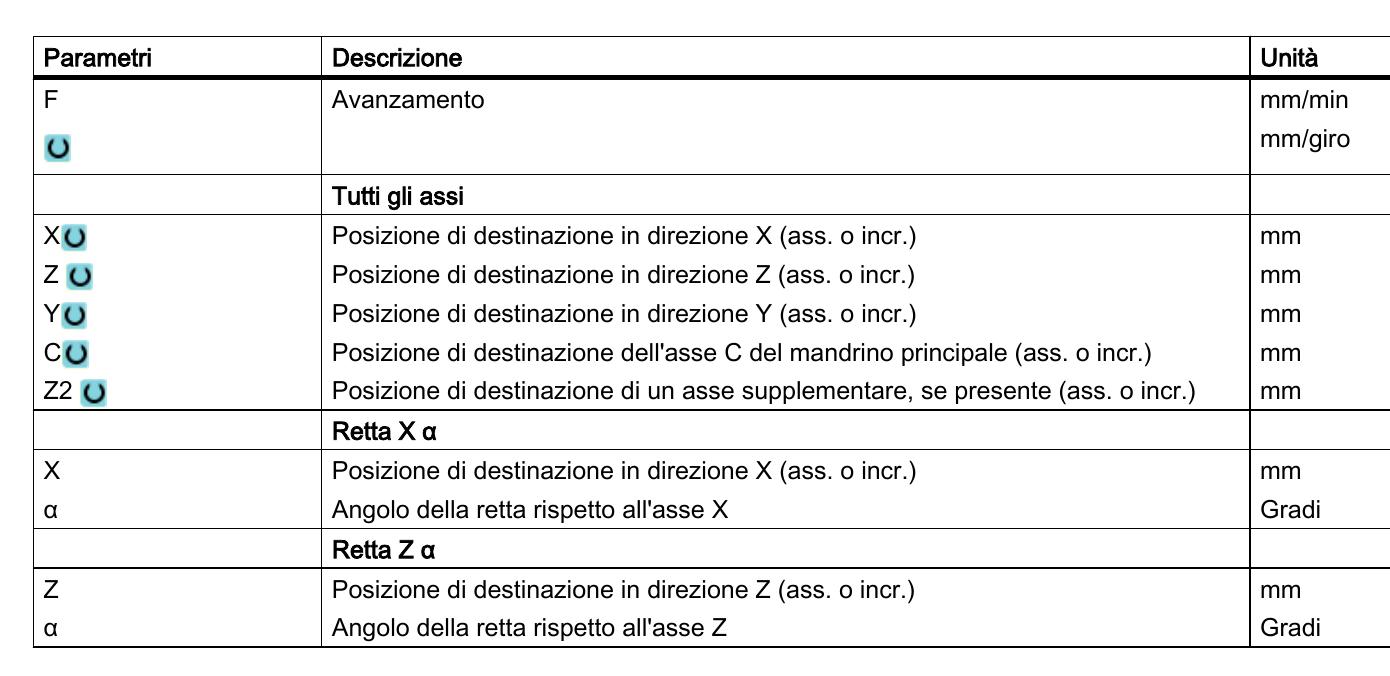 Parametri Descrizione Unità
F Avanzamento mm/min
mm/giro
Tutti gli assi
X Posizione di destinazione in direzione X (ass. o incr.) mm
Z Posizione di destinazione in direzione Z (ass. o incr.) mm
Y Posizione di destinazione in direzione Y (ass. o incr.) mm
C Posizione di destinazione dell'asse C del mandrino principale (ass. o incr.) mm
Z2 Posizione di destinazione di un asse supplementare, se presente (ass. o incr.) mm
Retta X α
X Posizione di destinazione in direzione X (ass. o incr.) mm
α Angolo della retta rispetto all'asse X Gradi
Retta Z α
Z Posizione di destinazione in direzione Z (ass. o incr.) mm
α Angolo della retta rispetto all'asse Z Gradi